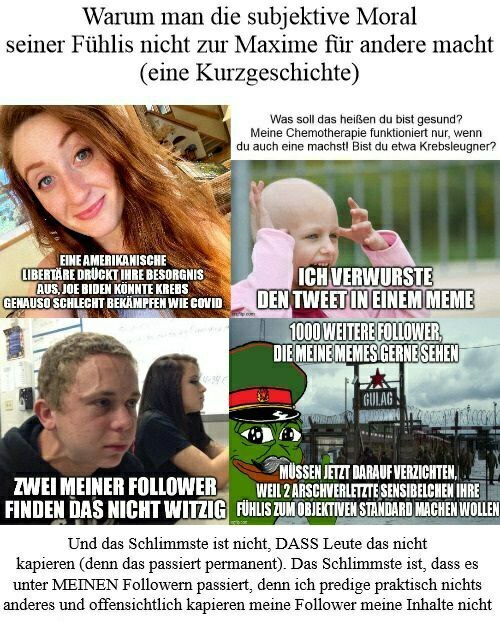 Warum man die subjektive Moral
seiner Fühlis nicht zur Maxime für andere macht
(eine Kurzgeschichte)
EINE AMERIKANISCHE
LIBERTÄRE DRÜCKT IHRE BESORGNIS
AUS, JOE BIDEN KÖNNTE KREBS
GENAUSO SCHLECHT BEKÄMPFEN WIE COVID
Was soll das heißen du bist gesund?
Meine Chemotherapie funktioniert nur, wenn
du auch eine machst! Bist du etwa Krebsleugner?
ICH VERWURSTE
DEN TWEET IN EINEM MEME
imgflip.com
ZWEI MEINER FOLLOWER
FINDEN DAS NICHT WITZIG
1000 WEITERE FOLLOWER,
DIE MEINE MEMES GERNE SEHEN
GULAG
MÜSSEN JETZT DARAUF VERZICHTEN,
WEIL 2 ARSCHVERLETZTE SENSIBELCHEN IHRE
FÜHLIS ZUM OBJEKTIVEN STANDARD MACHEN WOLLEN
Und das Schlimmste ist nicht, DASS Leute das nicht
kapieren (denn das passiert permanent). Das Schlimmste ist, dass es
unter MEINEN Followern passiert, denn ich predige praktisch nichts
anderes und offensichtlich kapieren meine Follower meine Inhalte nicht